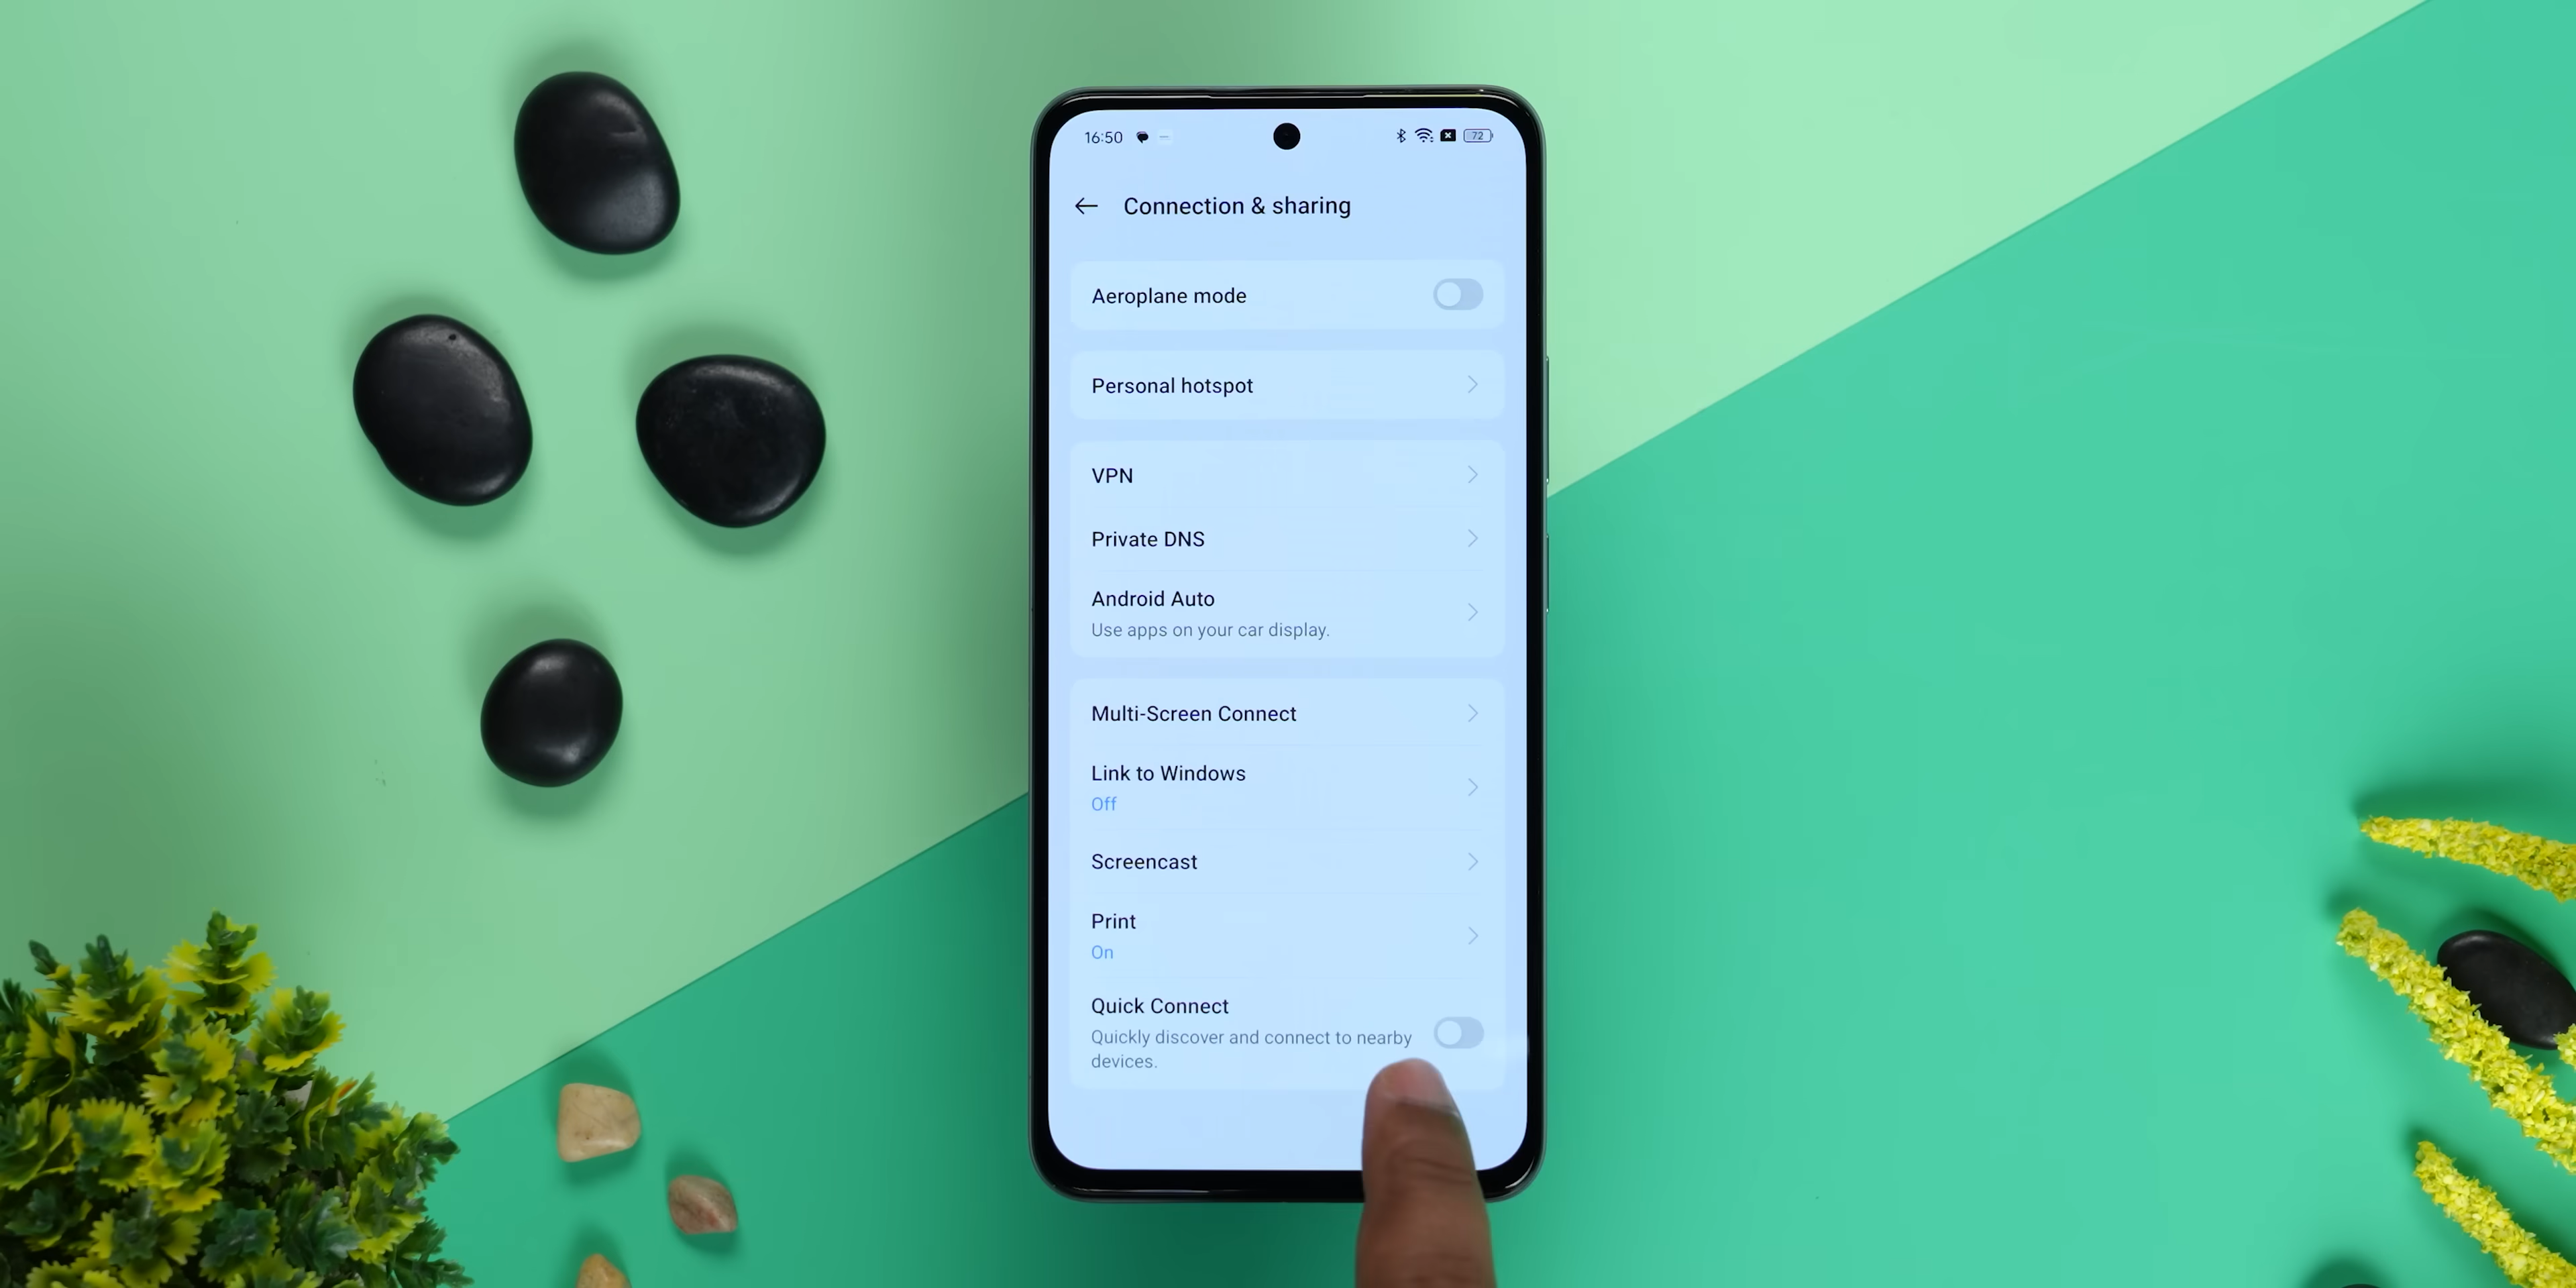 16:50
72
Connection & sharing
Aeroplane mode
Personal hotspot
VPN
Private DNS
Android Auto
Use apps on your car display.
Multi-Screen Connect
Link to Windows
Off
Screencast
Print
On
Quick Connect
Quickly discover and connect to nearby
devices.